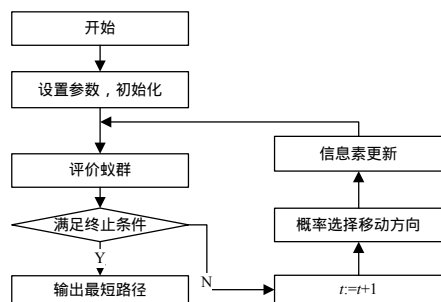 开始
设置参数，初始化
评价蚁群
满足终止条件
Y
N
输出最短路径
t:=t+1
概率选择移动方向
信息素更新